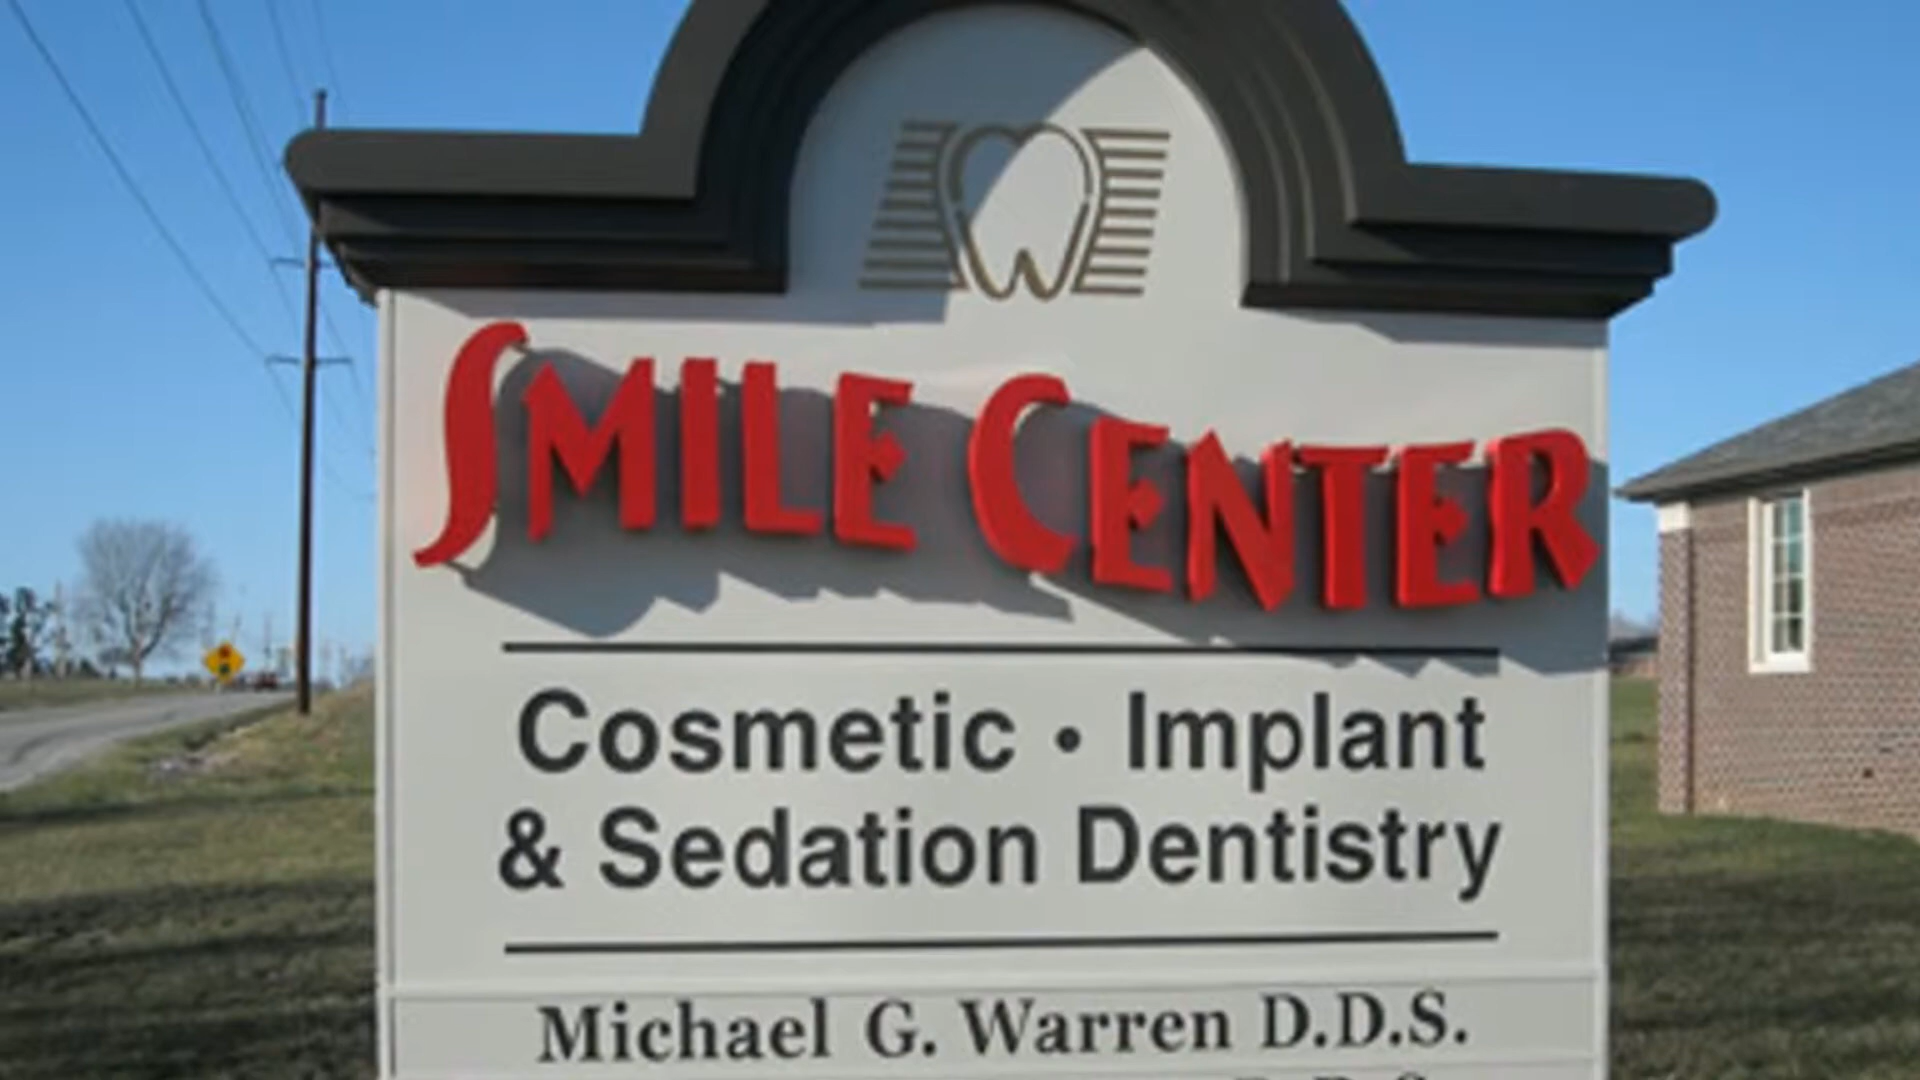 SMILE CENTER
Cosmetic • Implant
& Sedation Dentistry
Michael G. Warren D.D.S.